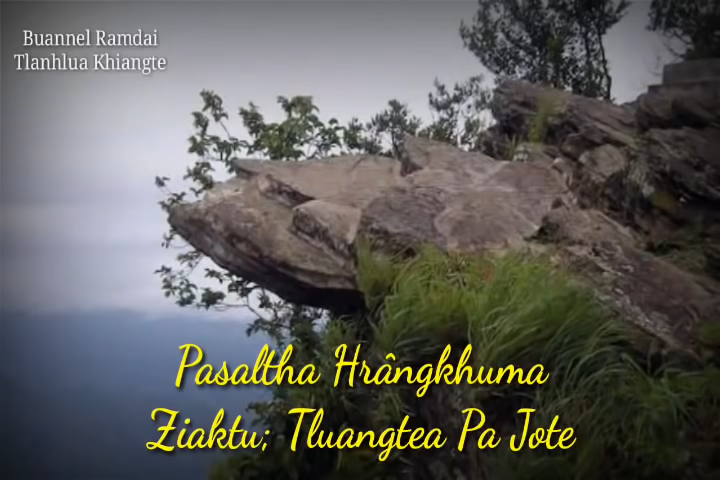 Buannel Ramdai
Tlanhlua Khiangte
Pasaltha Hrângkhuma
Ziaktu; Tluangtea Pa Jote